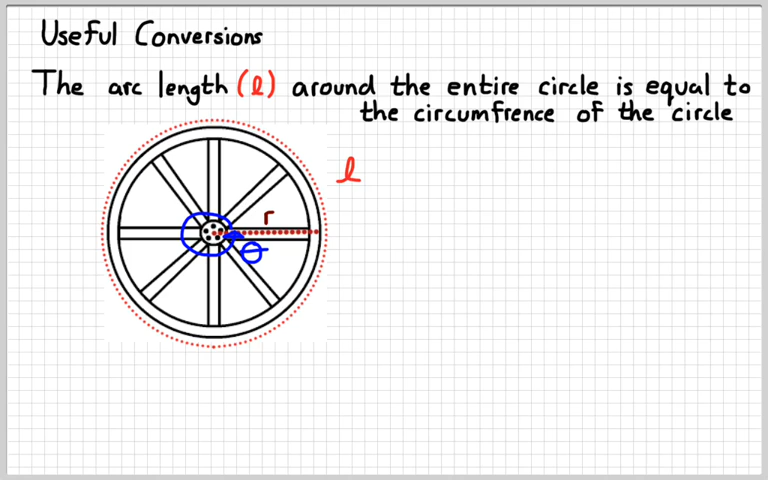 Useful Conversions
The arc length (l) around the entire circle is equal to
the circumfrence of the circle
l
r
θ